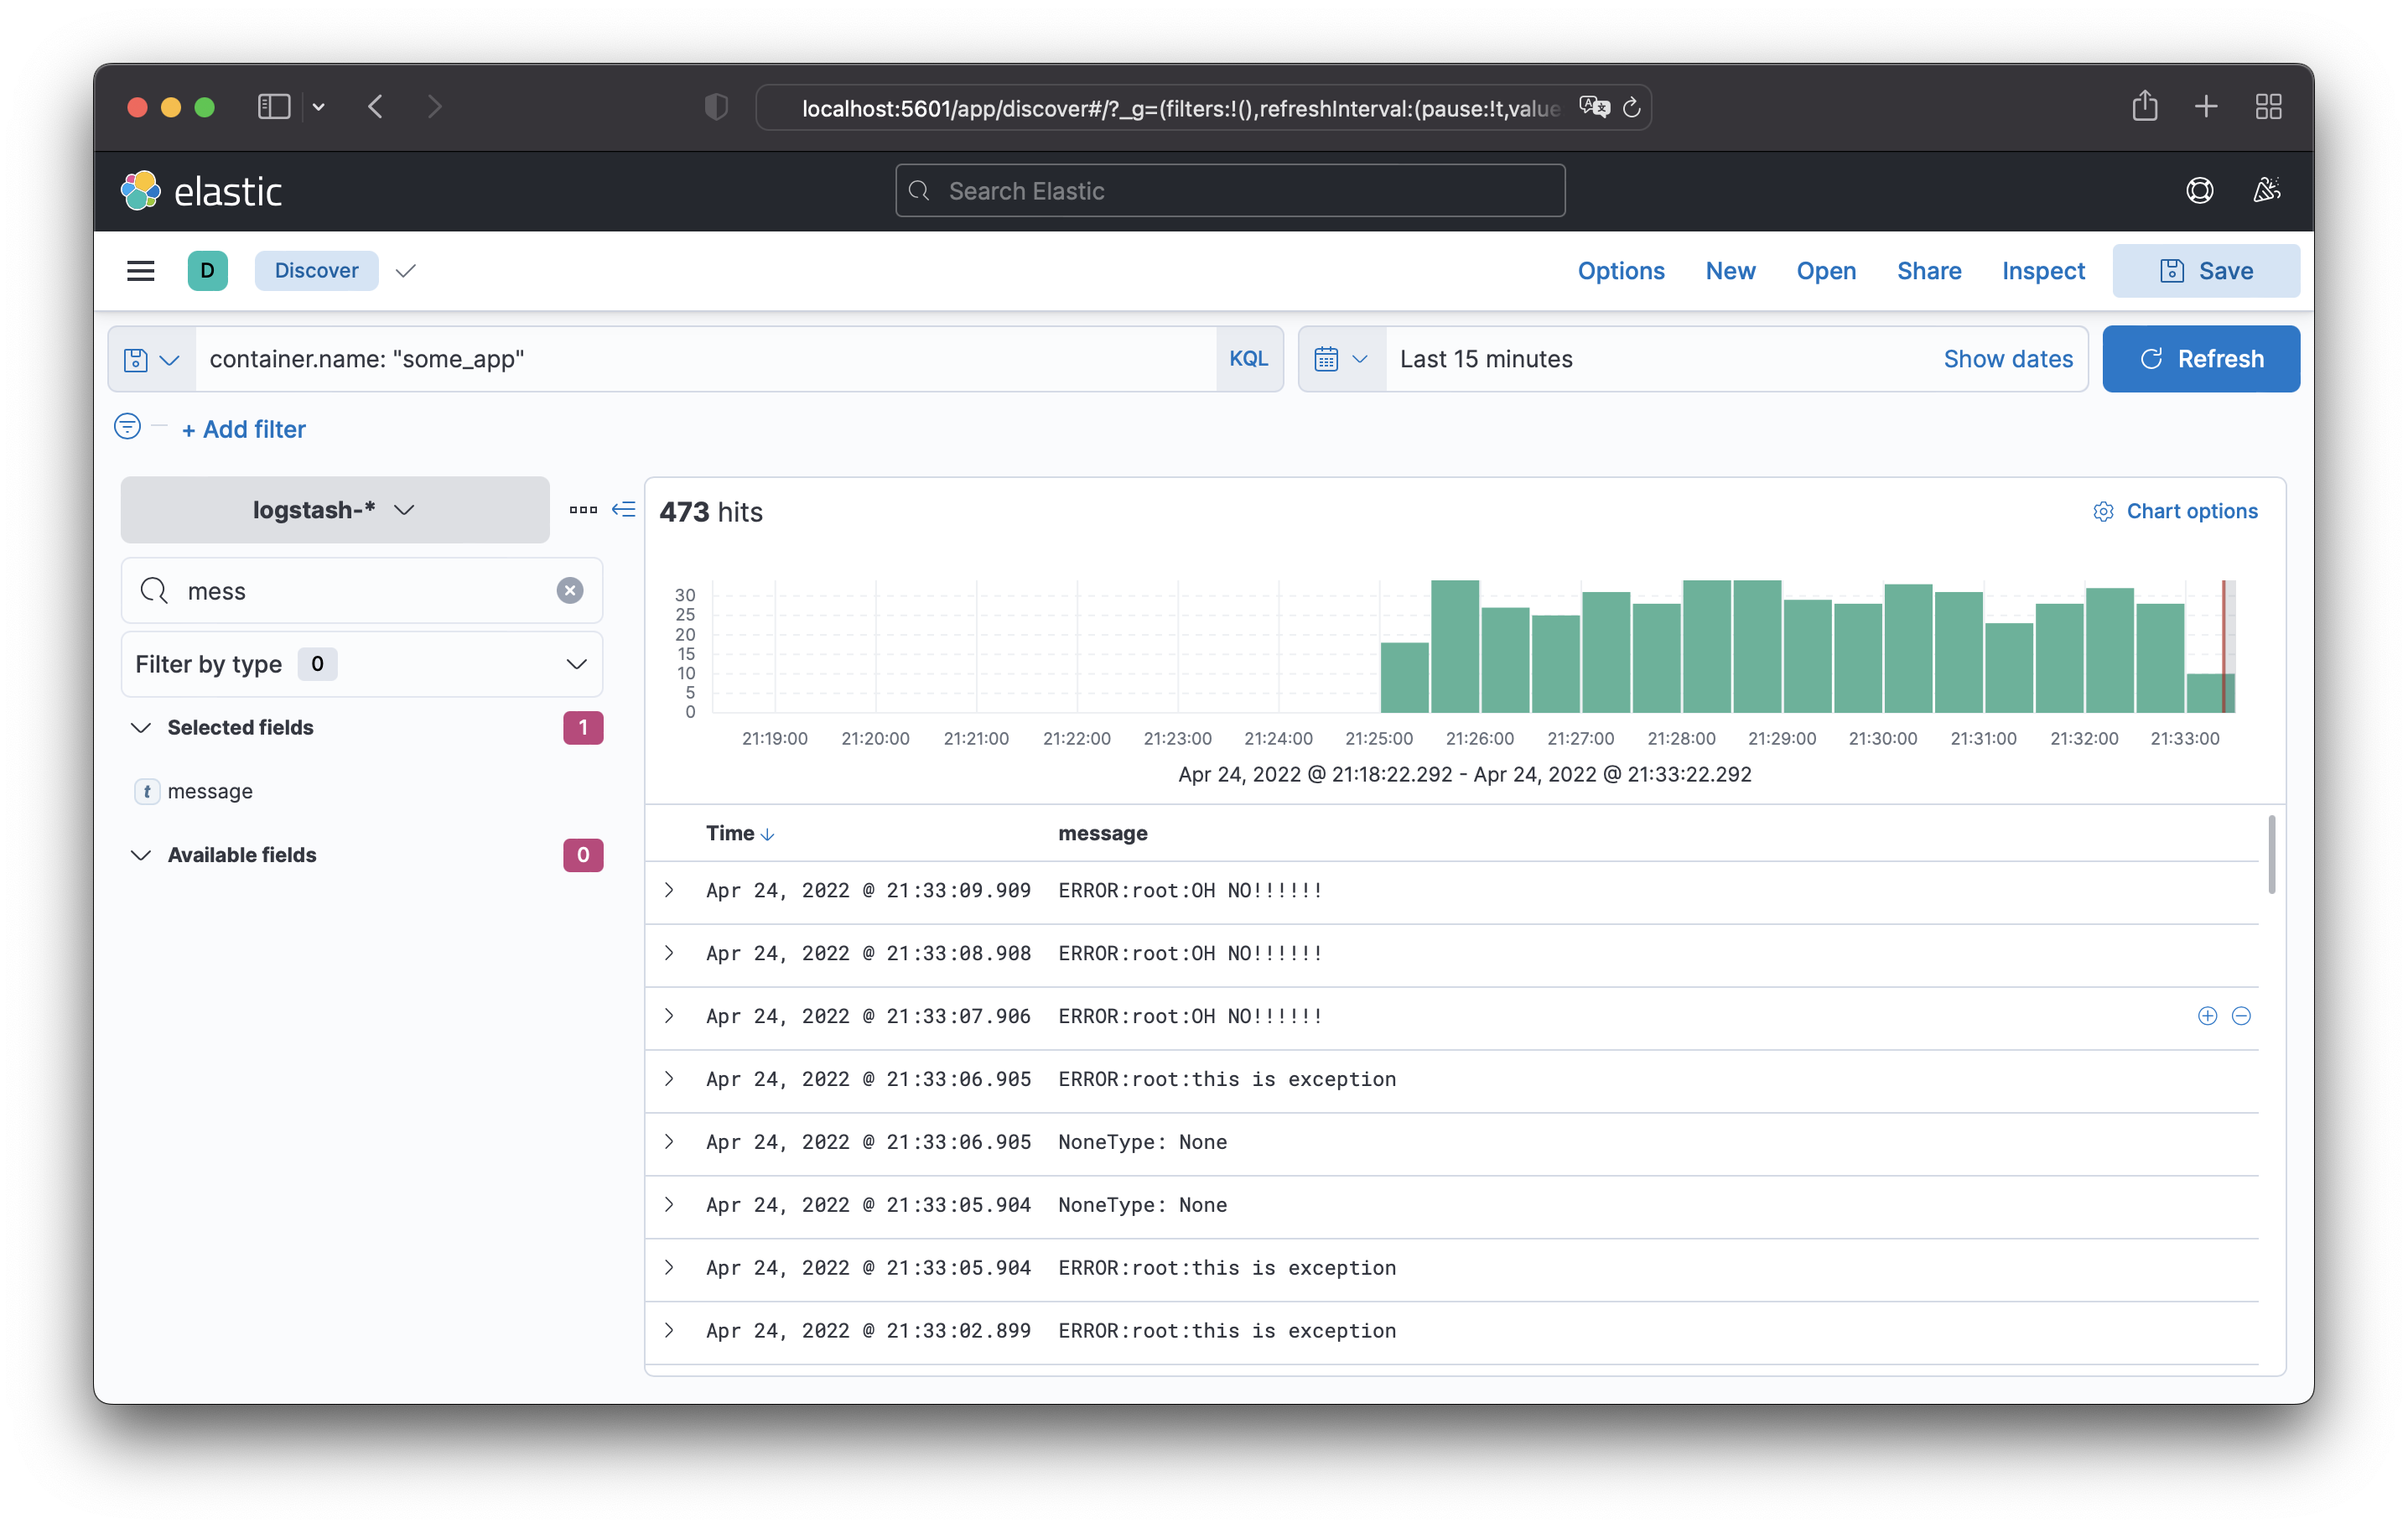 localhost:5601/app/discover#/?_g=(filters:!(),refreshInterval:(pause:!t,value
elastic
Search Elastic
D Discover Options New Open Share Inspect Save
container.name: "some_app" KQL Last 15 minutes Show dates Refresh
+ Add filter
logstash-*
473 hits Chart options
mess
Filter by type 0
Selected fields 1
t message
Available fields 0
30
25
20
15
10
5
0
21:19:00 21:20:00 21:21:00 21:22:00 21:23:00 21:24:00 21:25:00 21:26:00 21:27:00 21:28:00 21:29:00 21:30:00 21:31:00 21:32:00 21:33:00
Apr 24, 2022 @ 21:18:22.292 - Apr 24, 2022 @ 21:33:22.292
Time message
Apr 24, 2022 @ 21:33:09.909 ERROR:root:OH NO!!!!!!
Apr 24, 2022 @ 21:33:08.908 ERROR:root:OH NO!!!!!!
Apr 24, 2022 @ 21:33:07.906 ERROR:root:OH NO!!!!!!
Apr 24, 2022 @ 21:33:06.905 ERROR:root:this is exception
Apr 24, 2022 @ 21:33:06.905 NoneType: None
Apr 24, 2022 @ 21:33:05.904 NoneType: None
Apr 24, 2022 @ 21:33:05.904 ERROR:root:this is exception
Apr 24, 2022 @ 21:33:02.899 ERROR:root:this is exception